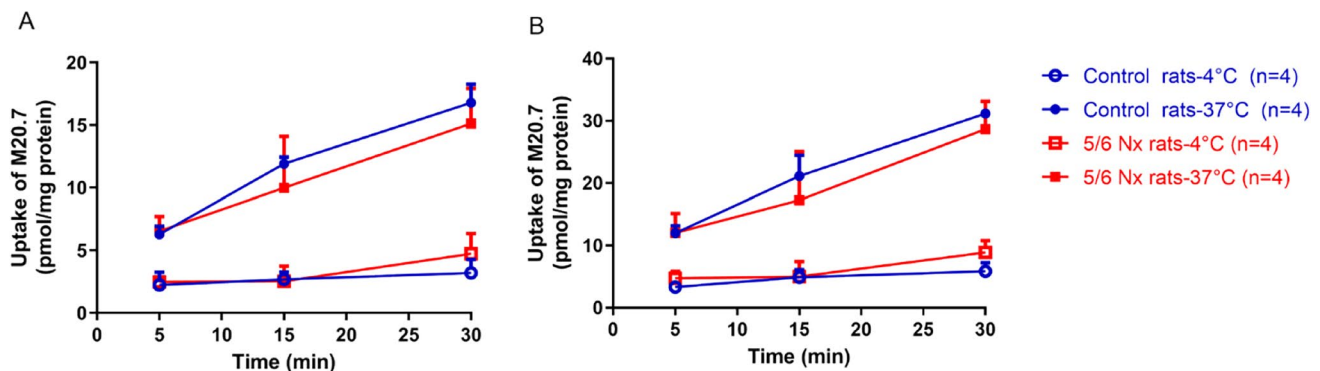 A
Uptake of M20.7
(pmol/mg protein)
20
15
10
5
0
0 5 10 15 20 25 30
Time (min)
B
Uptake of M20.7
(pmol/mg protein)
40
30
20
10
0
0 5 10 15 20 25 30
Time (min)
Control rats-4°C (n=4)
Control rats-37°C (n=4)
5/6 Nx rats-4°C (n=4)
5/6 Nx rats-37°C (n=4)